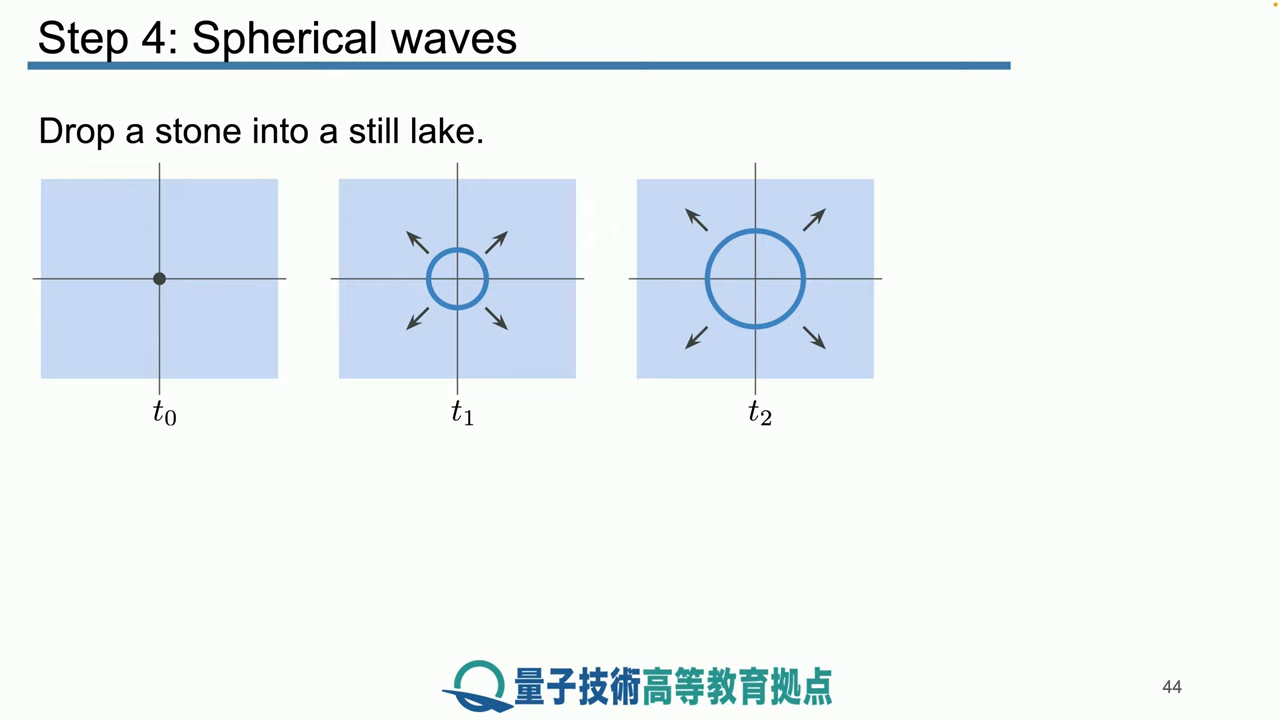 Step 4: Spherical waves
Drop a stone into a still lake.
t₀ t₁ t₂
量子技術高等教育拠点
44